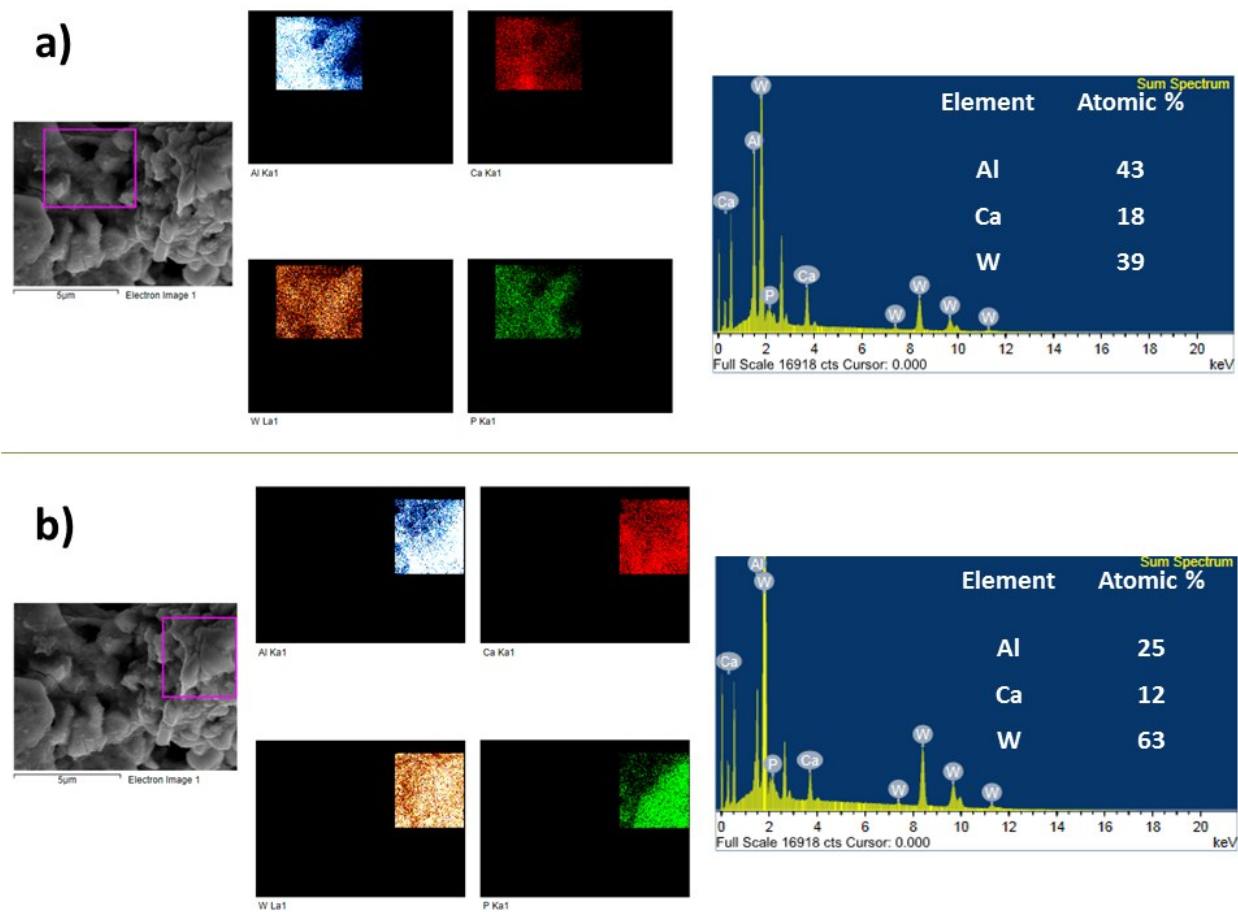 a)
Al Ka1
Ca Ka1
5µm Electron Image 1
W La1
P Ka1
Sum Spectrum
Element Atomic %
Al 43
Ca 18
W 39
W
Al
Ca
P
Ca
W
W
W
W
0 2 4 6 8 10 12 14 16 18 20
Full Scale 16918 cts Cursor: 0.000 keV
b)
Al Ka1
Ca Ka1
5µm Electron Image 1
W La1
P Ka1
Sum Spectrum
Element Atomic %
Al 25
Ca 12
W 63
Al
W
Ca
P
Ca
W
W
W
W
0 2 4 6 8 10 12 14 16 18 20
Full Scale 16918 cts Cursor: 0.000 keV